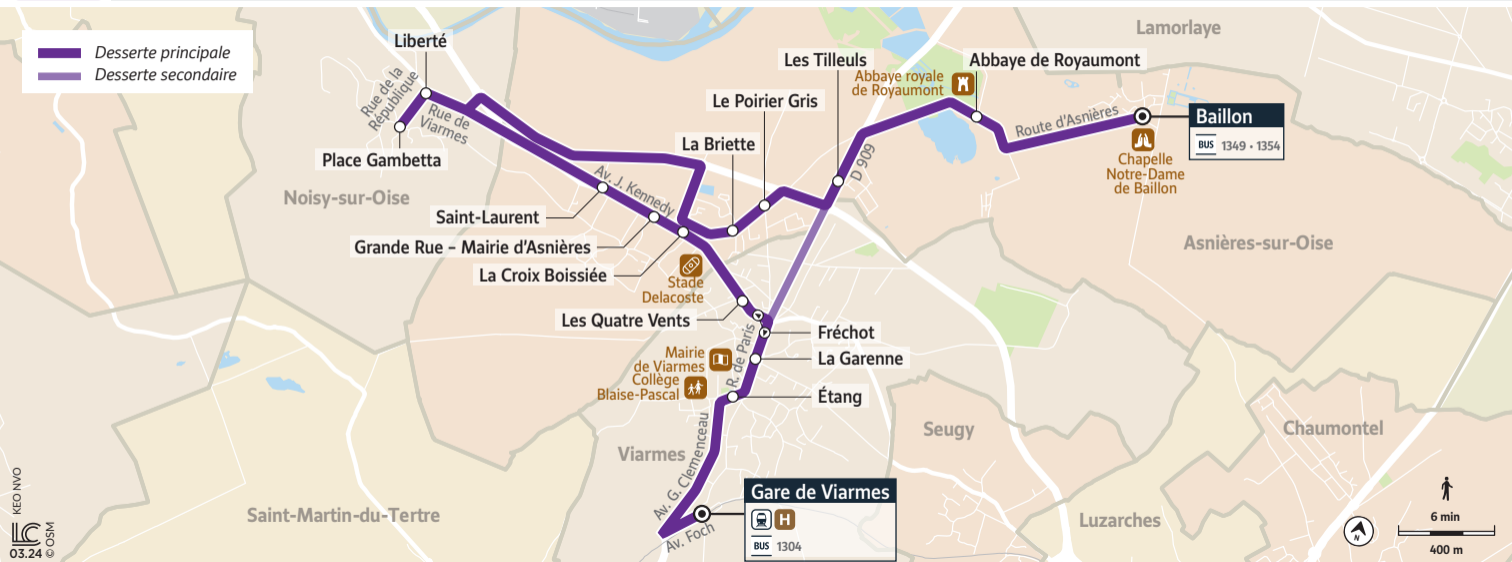 Desserte principale
Desserte secondaire
Liberté
Rue de la
République
Rue de
Viarmes
Place Gambetta
Noisy-sur-Oise
Av. J. Kennedy
Saint-Laurent
Grande Rue – Mairie d'Asnières
La Croix Boissiée
La Briette
Le Poirier Gris
Les Tilleuls
D 909
Abbaye royale
de Royaumont
Abbaye de Royaumont
Lamorlaye
Route d'Asnières
Baillon
BUS 1349 • 1354
Chapelle
Notre-Dame
de Baillon
Asnières-sur-Oise
Stade
Delacoste
Les Quatre Vents
Fréchot
R. de Paris
La Garenne
Mairie
de Viarmes
Collège
Blaise-Pascal
Étang
Viarmes
Av. G. Clemenceau
Av. Foch
Gare de Viarmes
H
BUS 1304
Seugy
Chaumontel
Luzarches
Saint-Martin-du-Tertre
KEO NVO
LC
03.24 © OSM
N
6 min
400 m